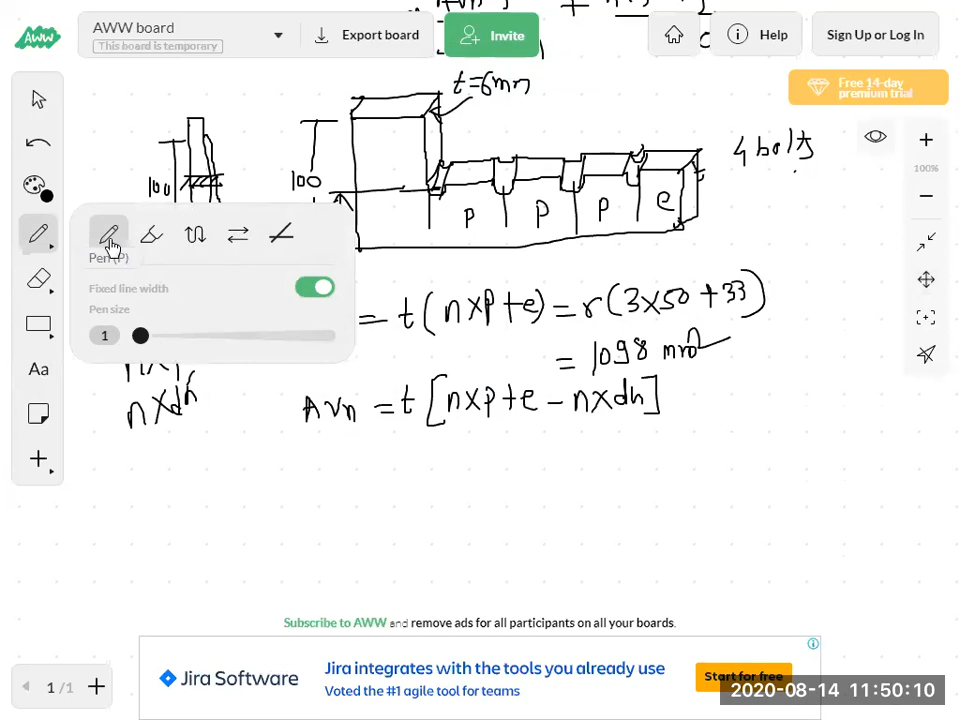 AWW
AWW board
This board is temporary
Export board
Invite
Help
Sign Up or Log In
Free 14-day
premium trial
t=6mm
4 bolts
100%
100
100
P P P e
Pen (P)
Fixed line width
Pen size
1
= t(nxp+e) = r(3x50+33)
= 1098 mm²
nxdh
Avn = t[nxp+e-nxdh]
Aa
Subscribe to AWW and remove ads for all participants on all your boards.
Jira Software
Jira integrates with the tools you already use
Voted the #1 agile tool for teams
Start for
1 /1
2020-08-14 11:50:10